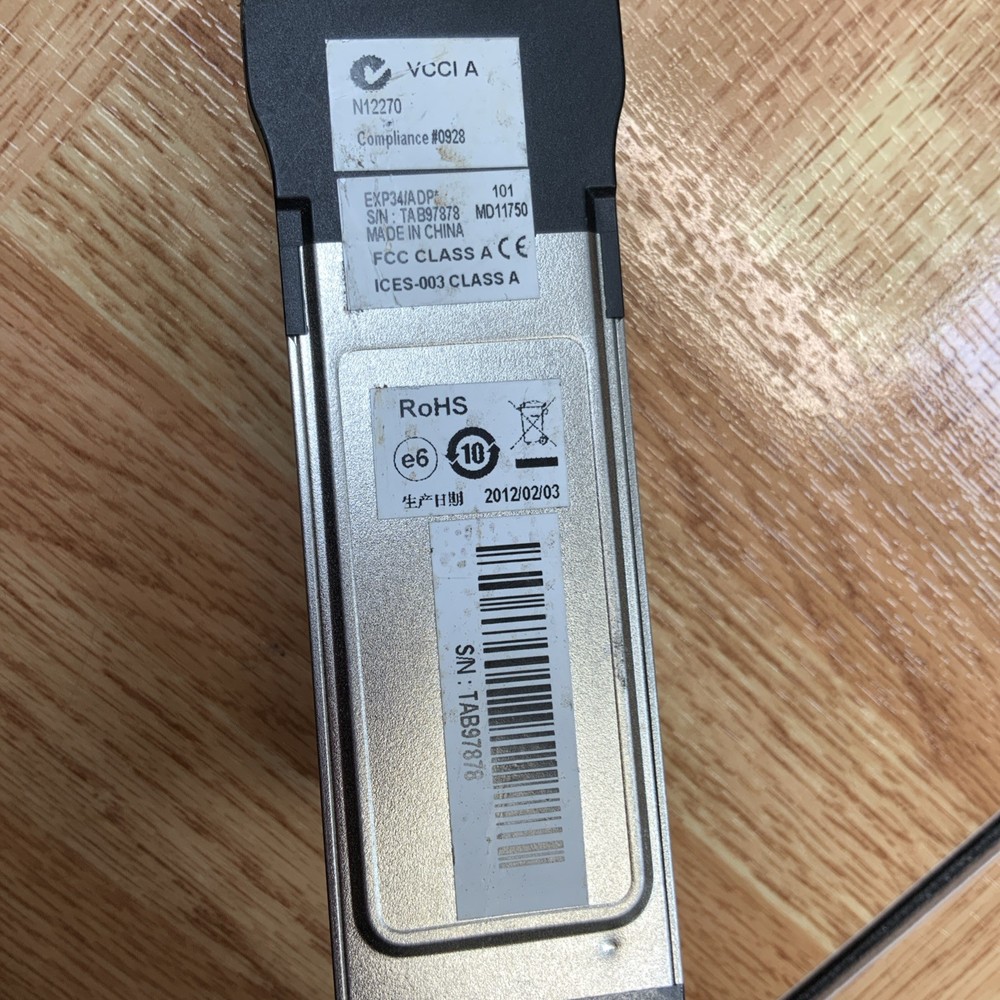 VCCI A
N12270
Compliance #0928
EXP34/ADP 101
S/N : TAB97878 MD11750
MADE IN CHINA
FCC CLASS A CE
ICES-003 CLASS A
RoHS
e6 10
生产日期 2012/02/03
S/N : TAB97878